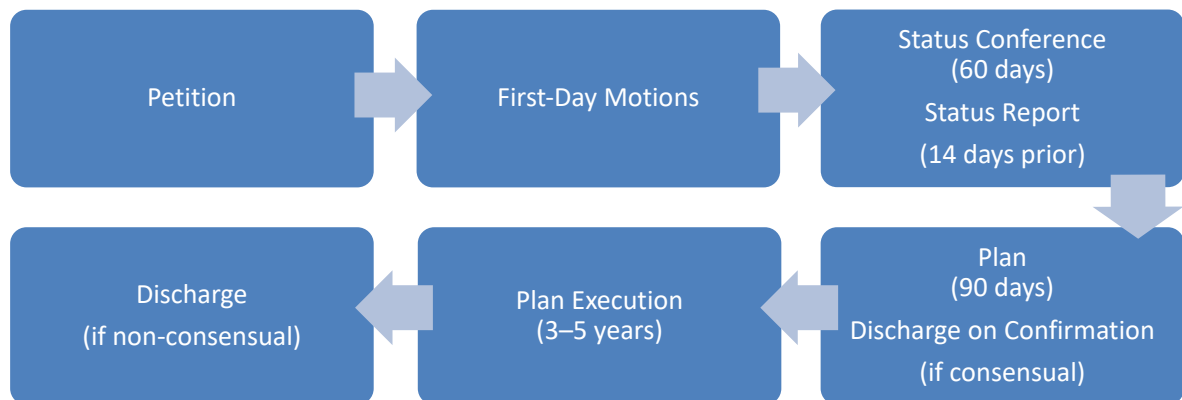 Petition
First-Day Motions
Status Conference
(60 days)
Status Report
(14 days prior)
Plan
(90 days)
Discharge on Confirmation
(if consensual)
Plan Execution
(3–5 years)
Discharge
(if non-consensual)